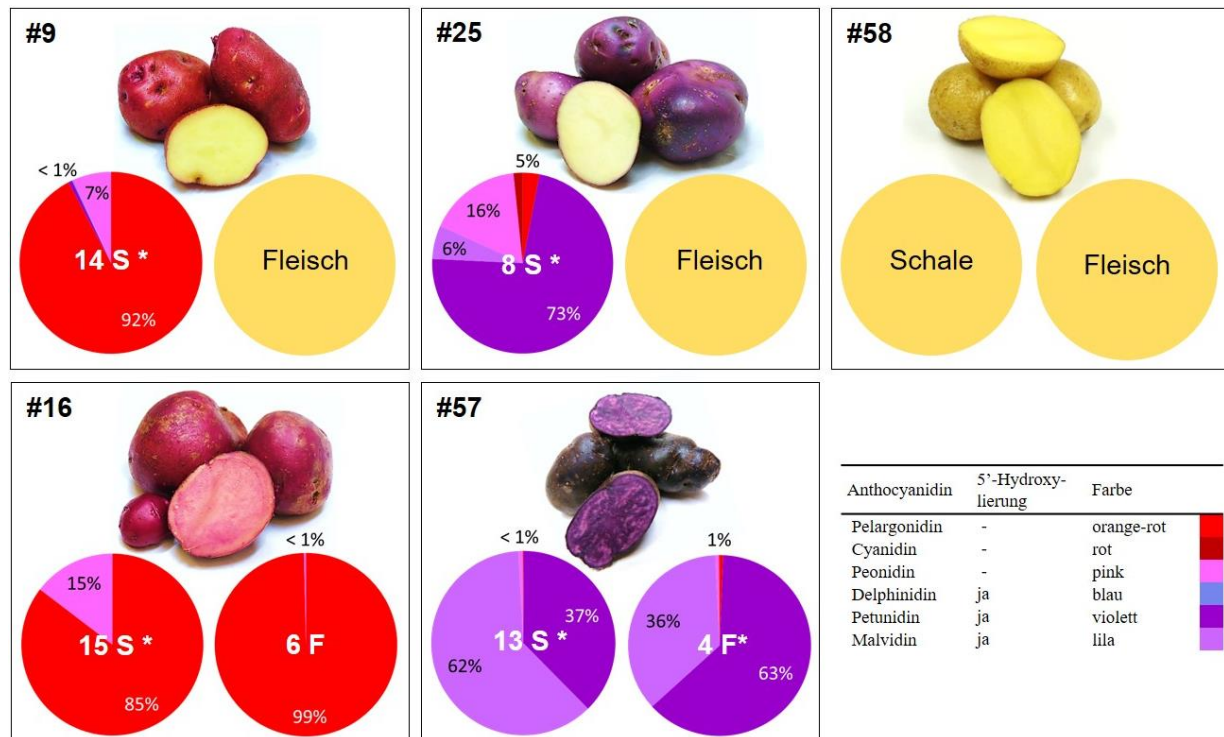 #9
< 1%
7%
14 S *
92%
Fleisch
#25
5%
16%
6%
8 S *
73%
Fleisch
#58
Schale
Fleisch
#16
15%
15 S *
85%
< 1%
6 F
99%
#57
< 1%
37%
13 S *
62%
1%
36%
4 F*
63%
Anthocyanidin 5’-Hydroxy-lierung Farbe
Pelargonidin - orange-rot
Cyanidin - rot
Peonidin - pink
Delphinidin ja blau
Petunidin ja violett
Malvidin ja lila